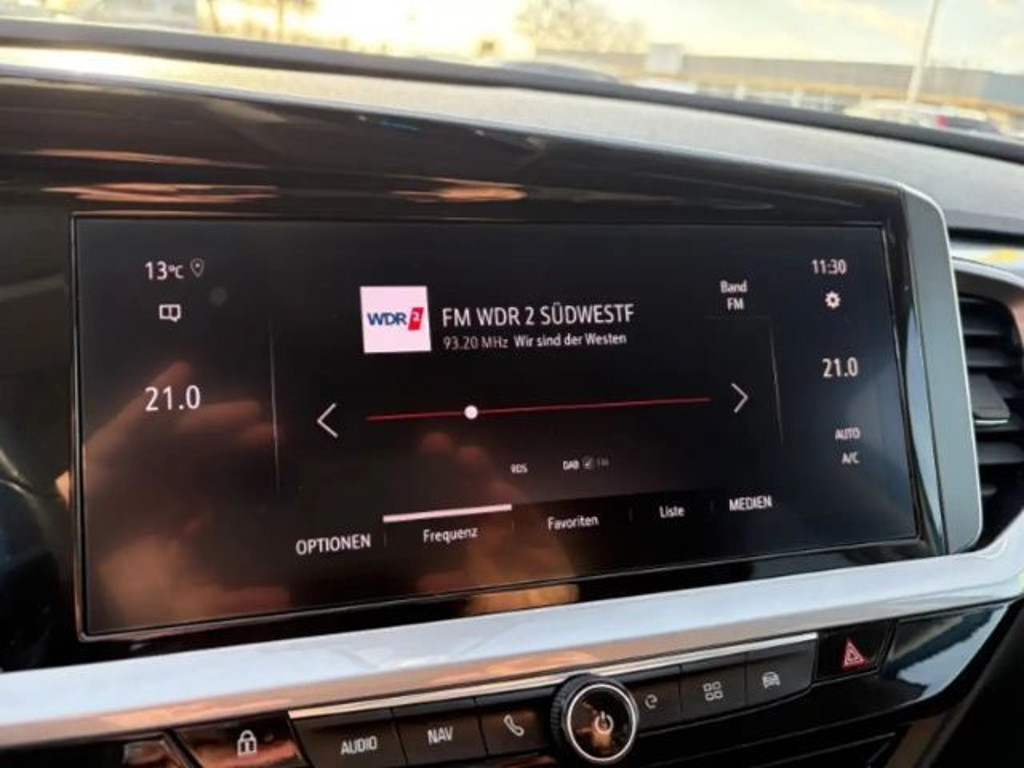 13°C
11:30
WDR 2
FM WDR 2 SÜDWESTF
Band
FM
93.20 MHz Wir sind der Westen
21.0
21.0
AUTO
A/C
RDS
DAB FM
OPTIONEN
Frequenz
Favoriten
Liste
MEDIEN
AUDIO
NAV